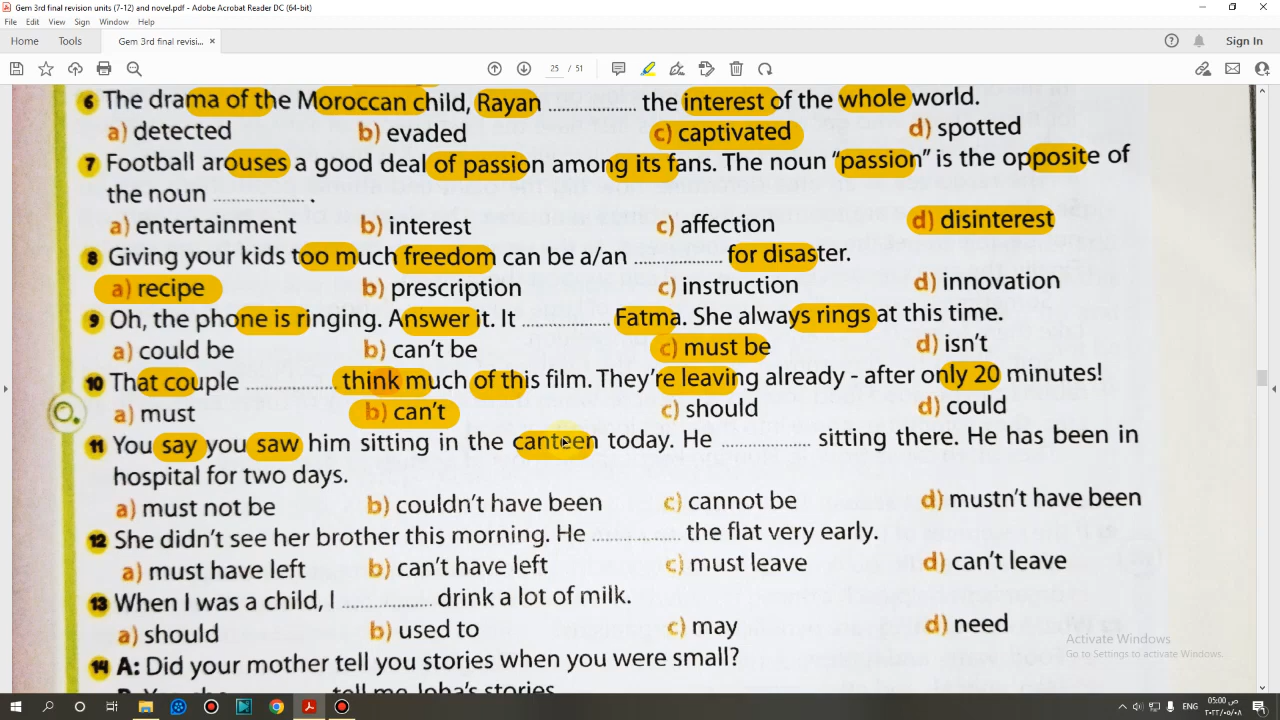 Gem 3rd final revision units (7-12) and novel.pdf - Adobe Acrobat Reader DC (64-bit)
File Edit View Sign Window Help
Home Tools Gem 3rd final revisi... × Sign In
25 / 51
6 The drama of the Moroccan child, Rayan .............. the interest of the whole world.
a) detected b) evaded c) captivated d) spotted
7 Football arouses a good deal of passion among its fans. The noun “passion” is the opposite of
the noun .............. .
a) entertainment b) interest c) affection d) disinterest
8 Giving your kids too much freedom can be a/an .............. for disaster.
a) recipe b) prescription c) instruction d) innovation
9 Oh, the phone is ringing. Answer it. It .............. Fatma. She always rings at this time.
a) could be b) can't be c) must be d) isn't
10 That couple .............. think much of this film. They're leaving already - after only 20 minutes!
a) must b) can't c) should d) could
11 You say you saw him sitting in the canteen today. He .............. sitting there. He has been in
hospital for two days.
a) must not be b) couldn't have been c) cannot be d) mustn't have been
12 She didn't see her brother this morning. He .............. the flat very early.
a) must have left b) can't have left c) must leave d) can't leave
13 When I was a child, I .............. drink a lot of milk.
a) should b) used to c) may d) need
Activate Windows
Go to Settings to activate Windows.
14 A: Did your mother tell you stories when you were small?
tell me Joha's stories.
ENG 05:00 ص
٢٠٢٢/٠٥/٠٨